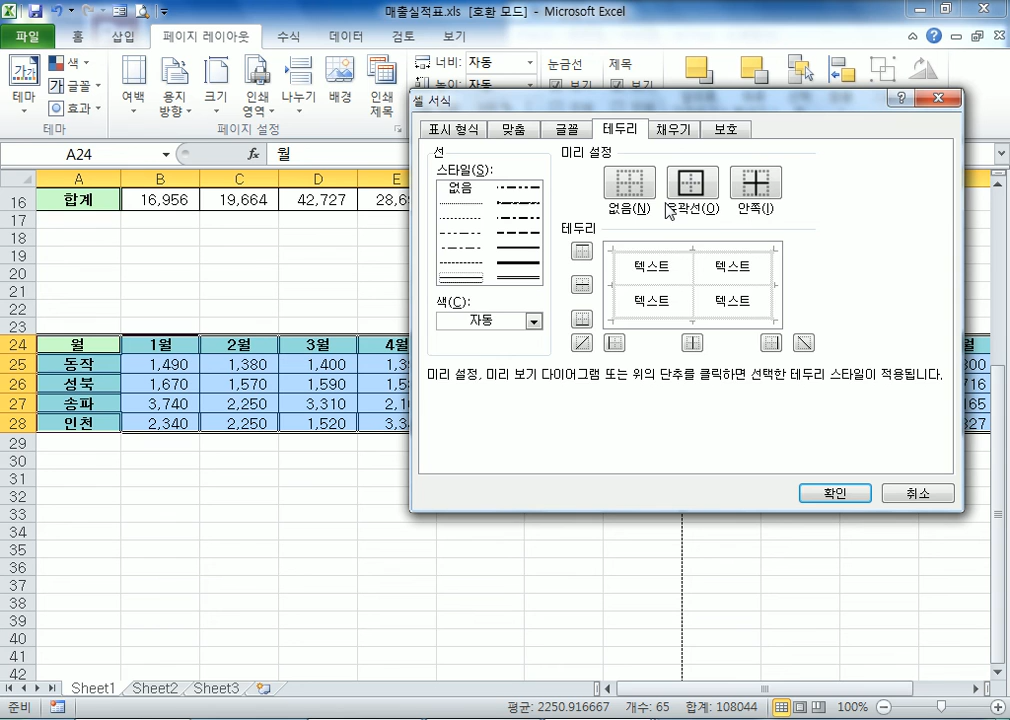 매출실적표.xls [호환 모드] - Microsoft Excel
파일 홈 삽입 페이지 레이아웃 수식 데이터 검토 보기
가가 테마 색 글꼴 효과
여백 용지 방향 크기 인쇄 영역 나누기 배경 인쇄 제목
너비: 자동 눈금선 제목
높이: 자동 보기 보기
테마 페이지 설정
A24 fx 월
A B C D E
16 합계 16,956 19,664 42,727
17
18
19
20
21
22
23
24 월 1월 2월 3월 4월
25 동작 1,490 1,380 1,400
26 성북 1,670 1,570 1,590
27 송파 3,740 2,250 3,310
28 인천 2,340 2,250 1,520
29
30
31
32
33
34
35
36
37
38
39
40
41
42
셀 서식
표시 형식 맞춤 글꼴 테두리 채우기 보호
선
스타일(S):
없음
색(C):
자동
미리 설정
없음(N) 윤곽선(O) 안쪽(I)
테두리
텍스트 텍스트
텍스트 텍스트
미리 설정, 미리 보기 다이어그램 또는 위의 단추를 클릭하면 선택한 테두리 스타일이 적용됩니다.
확인 취소
Sheet1 Sheet2 Sheet3
준비 평균: 2250.916667 개수: 65 합계: 108044 100%